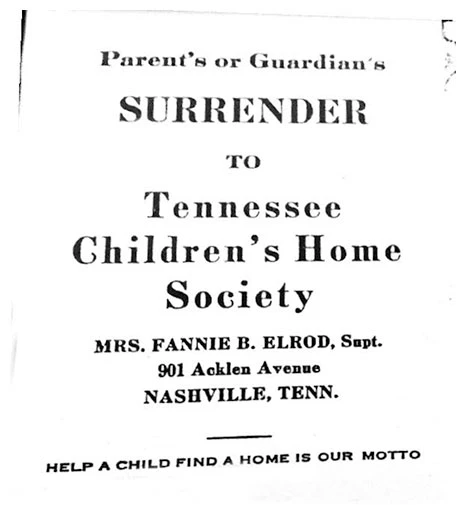 Parent's or Guardian's
SURRENDER
TO
Tennessee
Children's Home
Society
MRS. FANNIE B. ELROD, Supt.
901 Acklen Avenue
NASHVILLE, TENN.
HELP A CHILD FIND A HOME IS OUR MOTTO